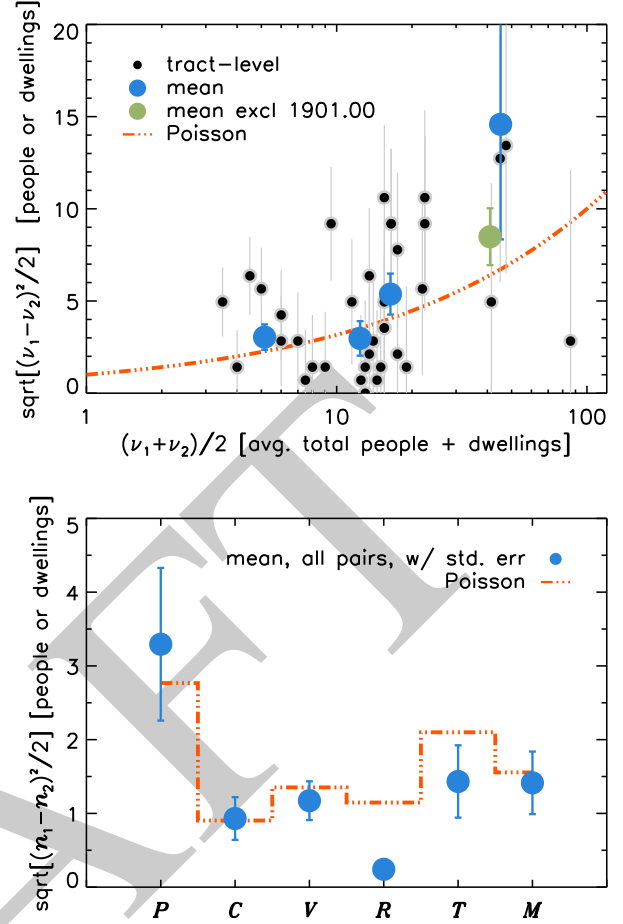 20
15
10
5
0
sqrt[(ν₁−ν₂)²/2] [people or dwellings]
tract−level
mean
mean excl 1901.00
Poisson
1 10 100
(ν₁+ν₂)/2 [avg. total people + dwellings]
5
4
3
2
1
0
sqrt[(n₁−n₂)²/2] [people or dwellings]
mean, all pairs, w/ std. err
Poisson
P C V R T M
AFT